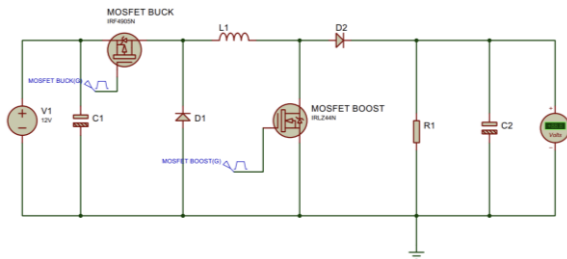 MOSFET BUCK
IRF4905N
L1
D2
MOSFET BUCK(G)
V1
12V
C1
D1
MOSFET BOOST
IRLZ44N
MOSFET BOOST(G)
R1
C2
Volts